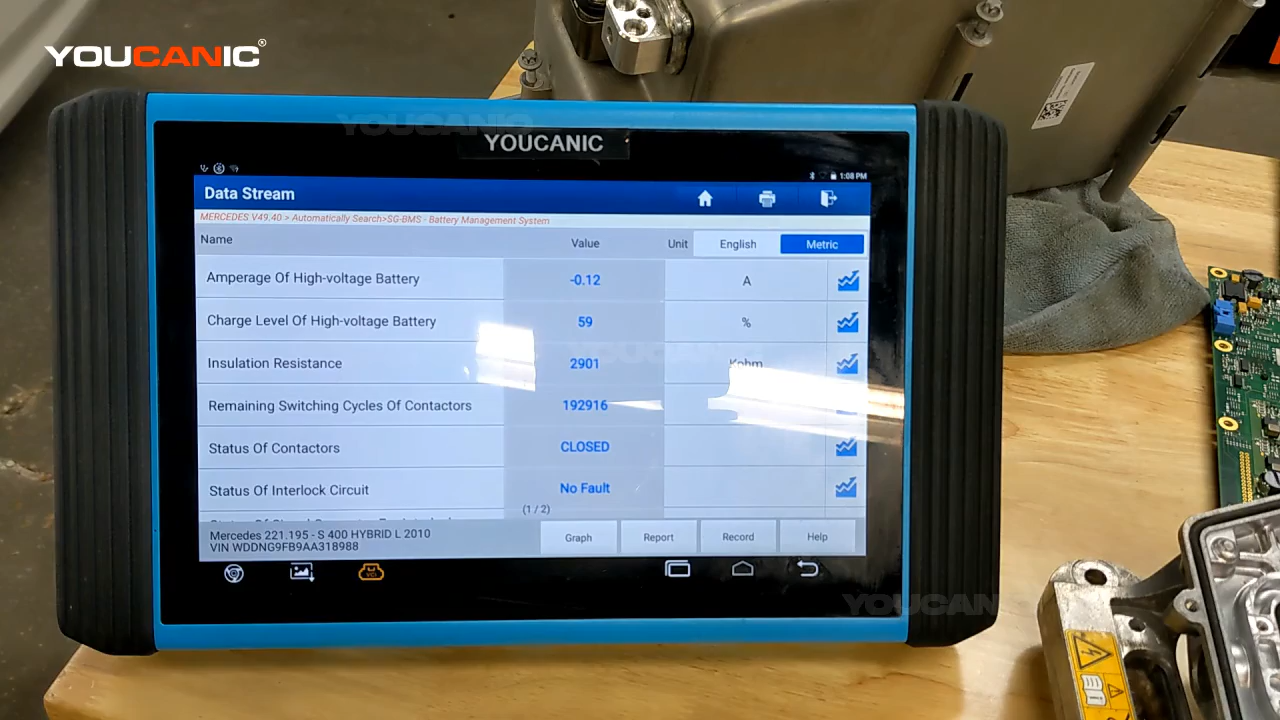 YOUCANIC®
YOUCANIC
YOUCANIC
1:08 PM
Data Stream
MERCEDES V49.40 > Automatically Search>SG-BMS - Battery Management System
Name Value Unit English Metric
Amperage Of High-voltage Battery -0.12 A
Charge Level Of High-voltage Battery 59 %
Insulation Resistance 2901 Kohm
Remaining Switching Cycles Of Contactors 192916
Status Of Contactors CLOSED
Status Of Interlock Circuit No Fault
(1 / 2)
Mercedes 221.195 - S 400 HYBRID L 2010
VIN WDDNG9FB9AA318988
Graph Report Record Help
VCI
YOUCANIC